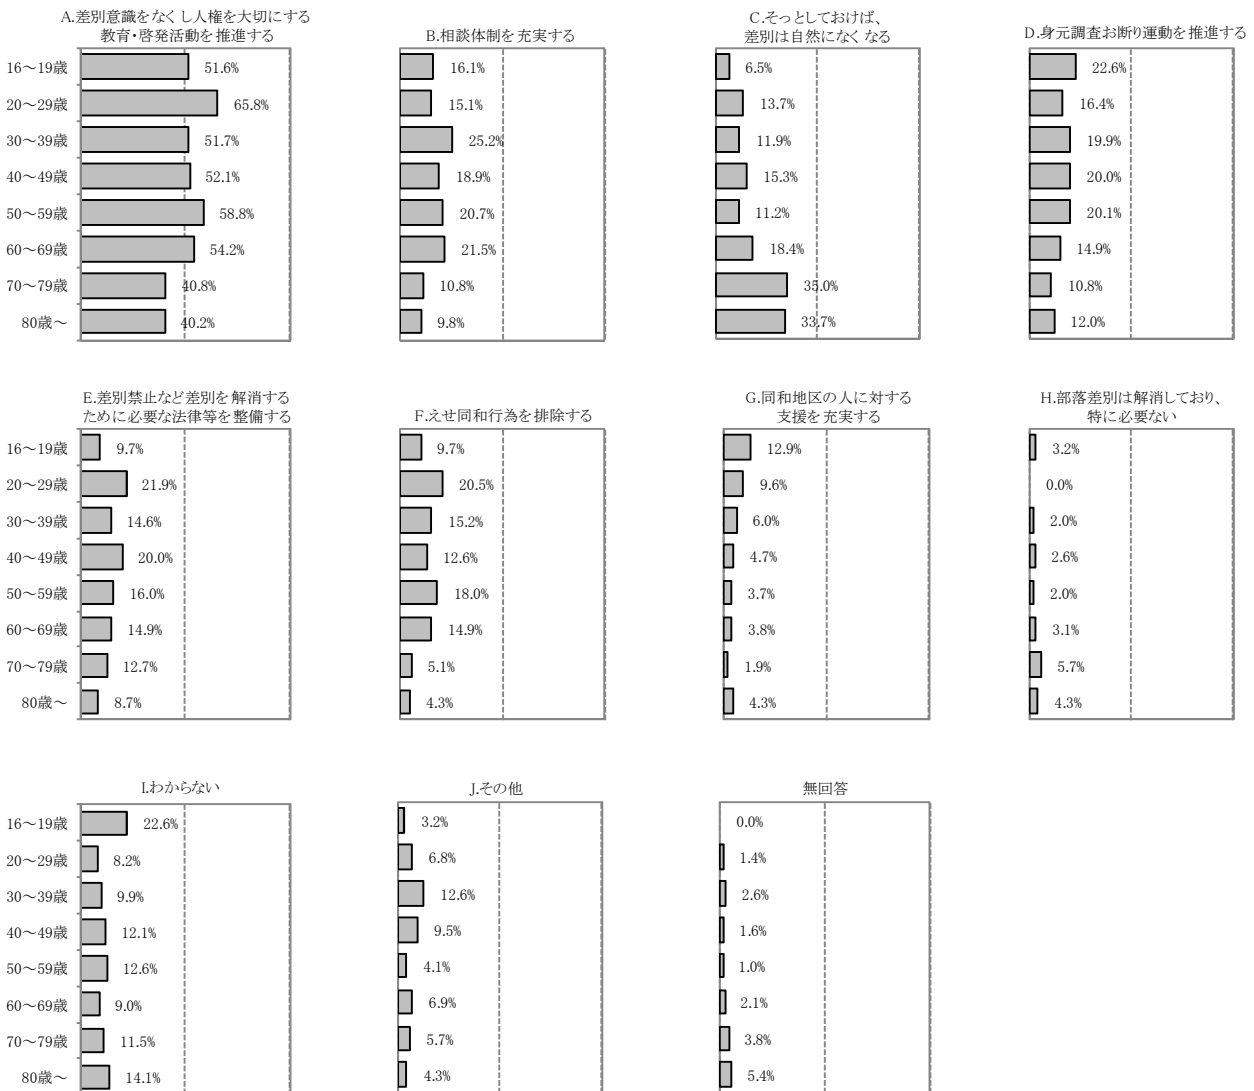 A.差別意識をなくし人権を大切にする
教育・啓発活動を推進する
16～19歳 51.6%
20～29歳 65.8%
30～39歳 51.7%
40～49歳 52.1%
50～59歳 58.8%
60～69歳 54.2%
70～79歳 40.8%
80歳～ 40.2%
B.相談体制を充実する
16.1%
15.1%
25.2%
18.9%
20.7%
21.5%
10.8%
9.8%
C.そっとしておけば、
差別は自然になくなる
6.5%
13.7%
11.9%
15.3%
11.2%
18.4%
35.0%
33.7%
D.身元調査お断り運動を推進する
22.6%
16.4%
19.9%
20.0%
20.1%
14.9%
10.8%
12.0%
E.差別禁止など差別を解消する
ために必要な法律等を整備する
16～19歳 9.7%
20～29歳 21.9%
30～39歳 14.6%
40～49歳 20.0%
50～59歳 16.0%
60～69歳 14.9%
70～79歳 12.7%
80歳～ 8.7%
F.えせ同和行為を排除する
9.7%
20.5%
15.2%
12.6%
18.0%
14.9%
5.1%
4.3%
G.同和地区の人に対する
支援を充実する
12.9%
9.6%
6.0%
4.7%
3.7%
3.8%
1.9%
4.3%
H.部落差別は解消しており、
特に必要ない
3.2%
0.0%
2.0%
2.6%
2.0%
3.1%
5.7%
4.3%
I.わからない
16～19歳 22.6%
20～29歳 8.2%
30～39歳 9.9%
40～49歳 12.1%
50～59歳 12.6%
60～69歳 9.0%
70～79歳 11.5%
80歳～ 14.1%
J.その他
3.2%
6.8%
12.6%
9.5%
4.1%
6.9%
5.7%
4.3%
無回答
0.0%
1.4%
2.6%
1.6%
1.0%
2.1%
3.8%
5.4%